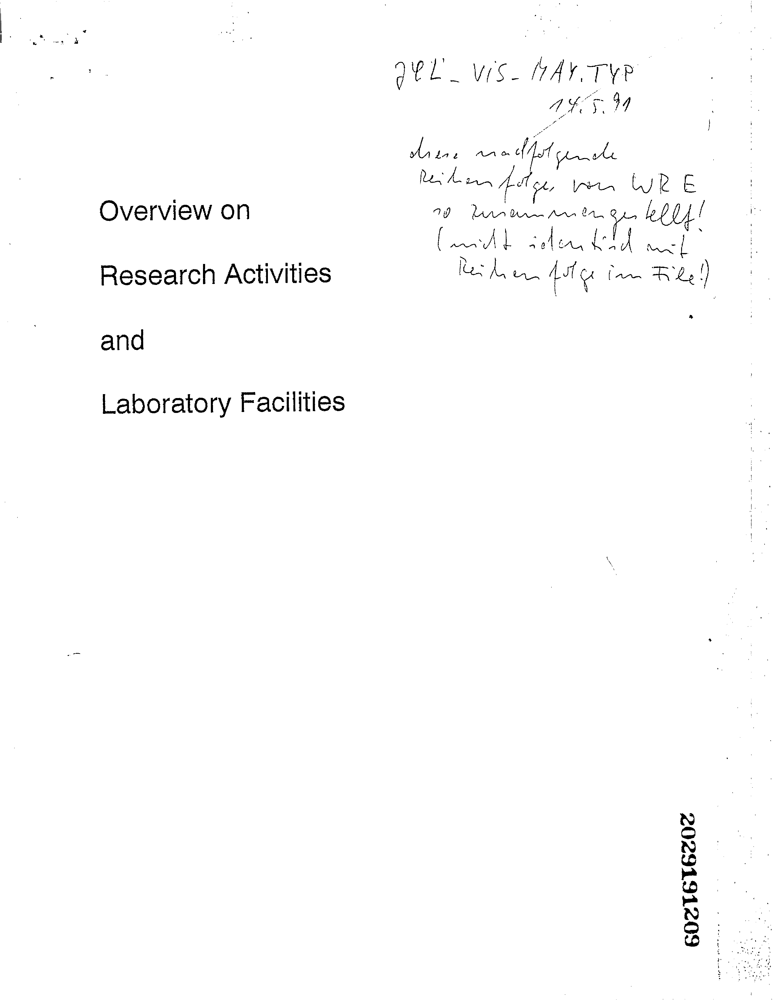 VIS-MAY.TYP
14.5.91
diese nachfolgende
Reihenfolge, von WRE
so zusammengestellt!
(nicht identisch mit
Reihenfolge im File!)
Overview on
Research Activities
and
Laboratory Facilities
2029191209